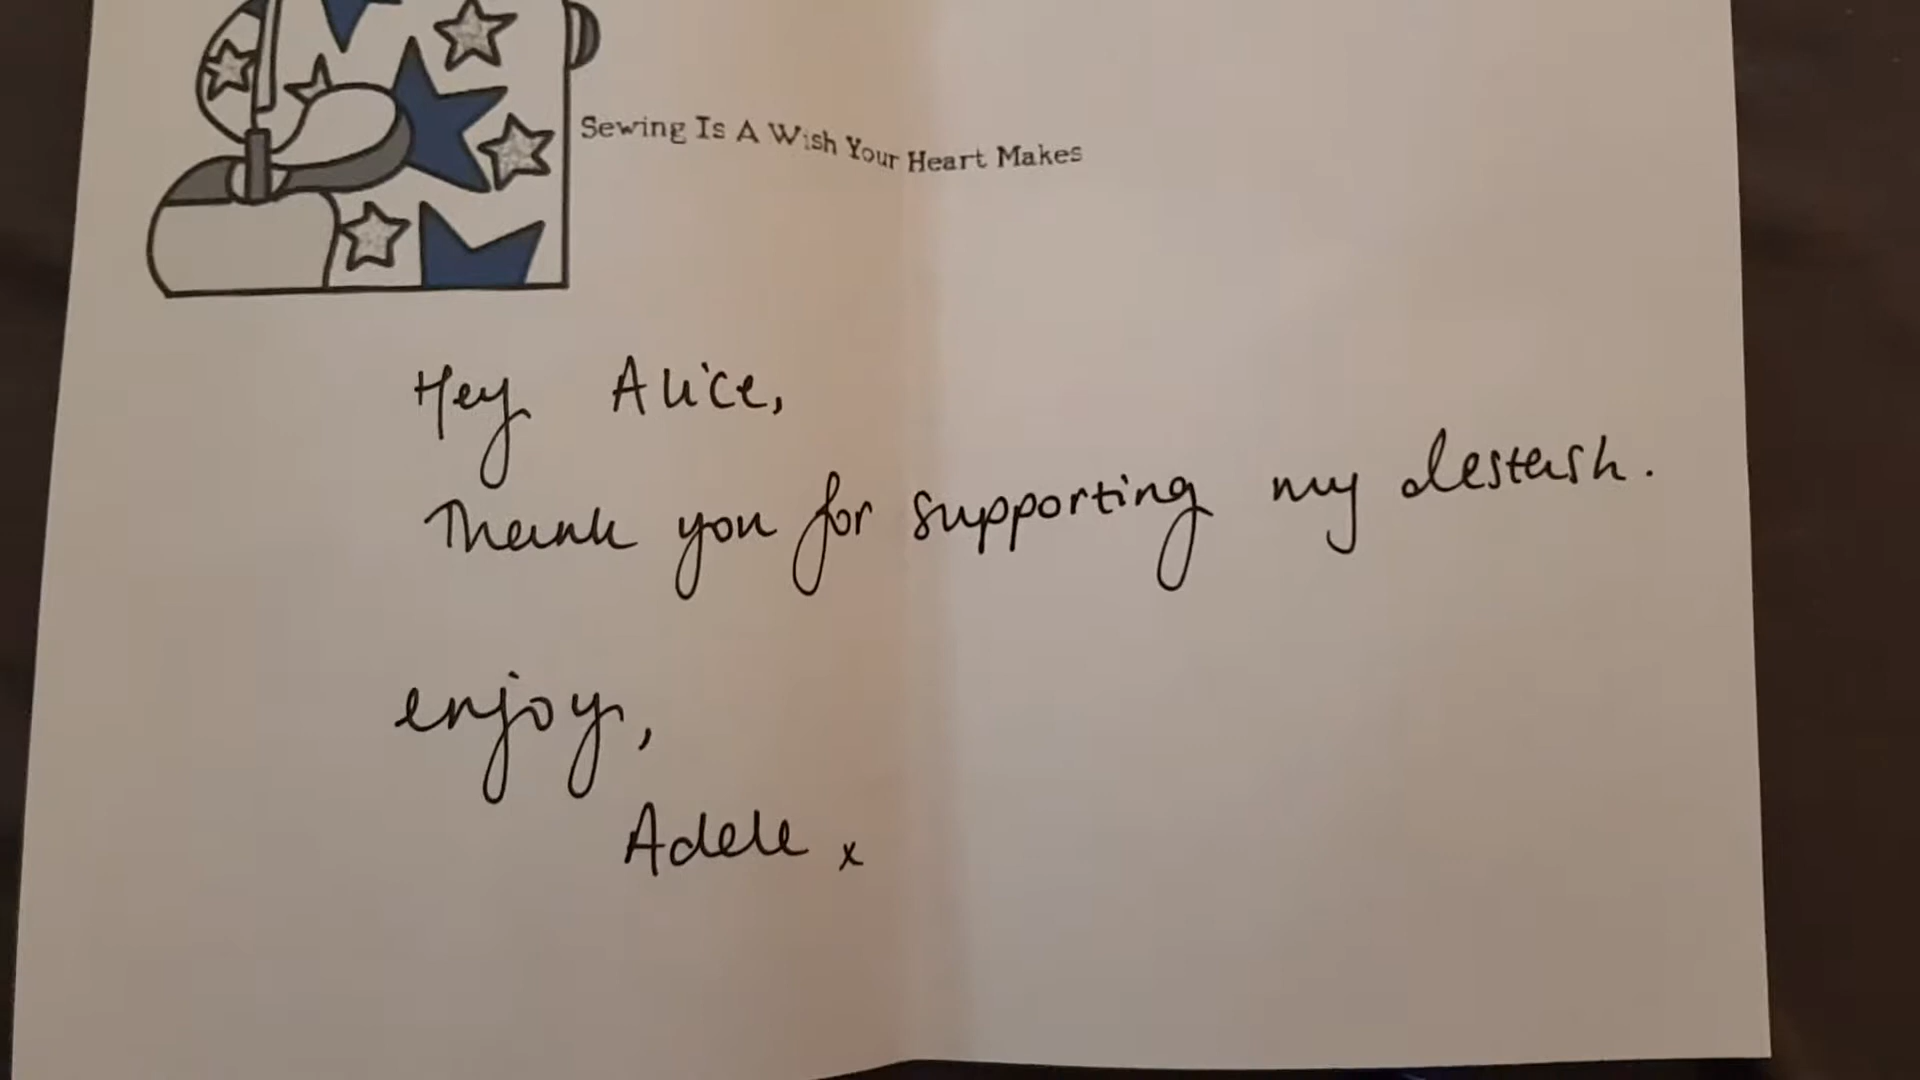 Sewing Is A Wish Your Heart Makes
Hey Alice,
Thank you for supporting my destash.
enjoy,
Adele x